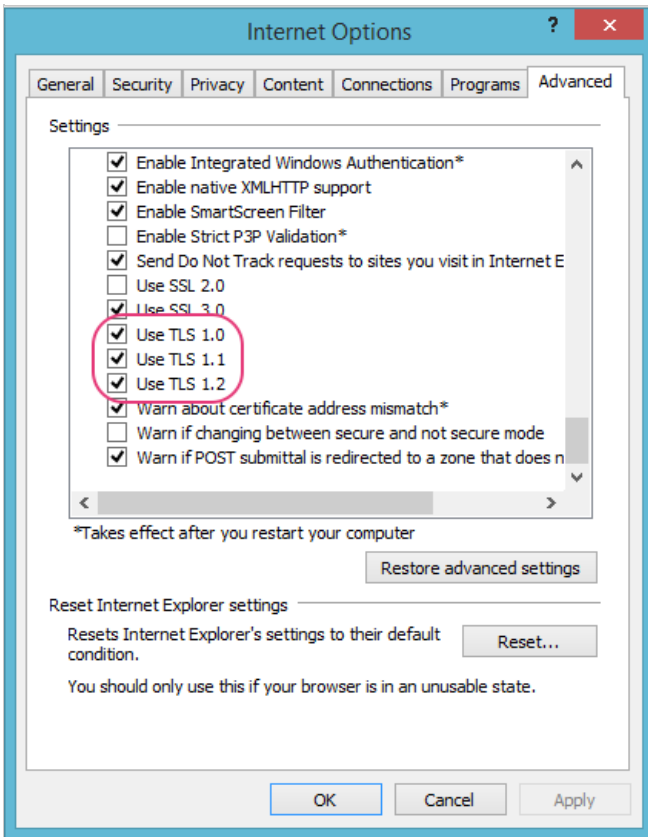 Internet Options
?
General Security Privacy Content Connections Programs Advanced
Settings
Enable Integrated Windows Authentication*
Enable native XMLHTTP support
Enable SmartScreen Filter
Enable Strict P3P Validation*
Send Do Not Track requests to sites you visit in Internet E
Use SSL 2.0
Use SSL 3.0
Use TLS 1.0
Use TLS 1.1
Use TLS 1.2
Warn about certificate address mismatch*
Warn if changing between secure and not secure mode
Warn if POST submittal is redirected to a zone that does n
*Takes effect after you restart your computer
Restore advanced settings
Reset Internet Explorer settings
Resets Internet Explorer's settings to their default
condition.
Reset...
You should only use this if your browser is in an unusable state.
OK Cancel Apply